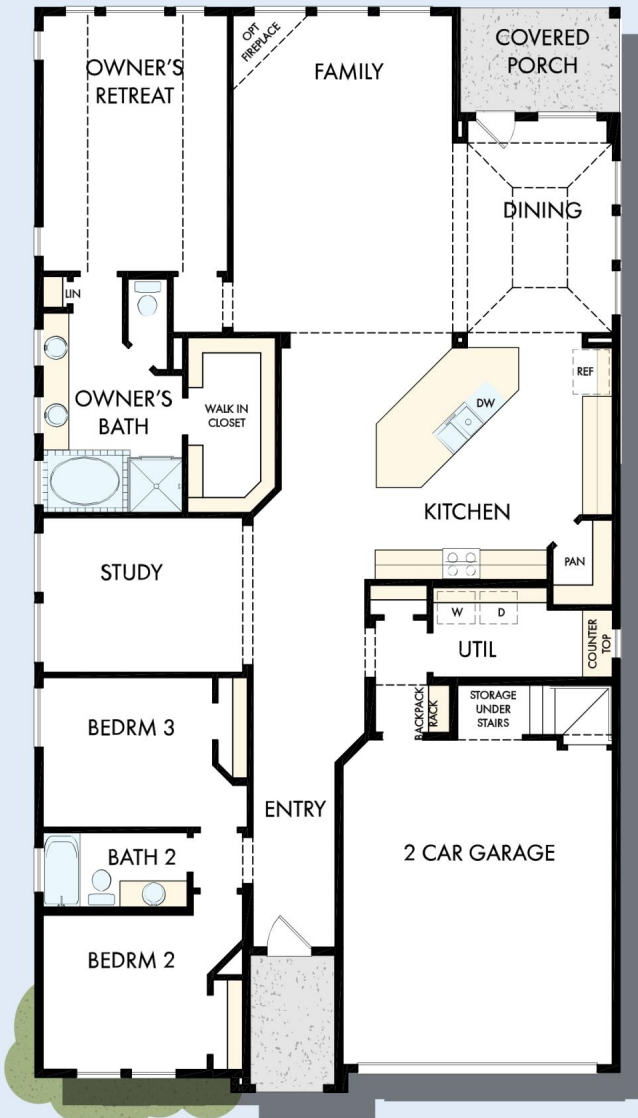 OWNER'S
RETREAT
OPT
FIREPLACE
FAMILY
COVERED
PORCH
DINING
LIN
OWNER'S
BATH
WALK IN
CLOSET
REF
DW
KITCHEN
PAN
STUDY
W
D
UTIL
COUNTER
TOP
BACKPACK
RACK
STORAGE
UNDER
STAIRS
BEDRM 3
ENTRY
2 CAR GARAGE
BATH 2
BEDRM 2